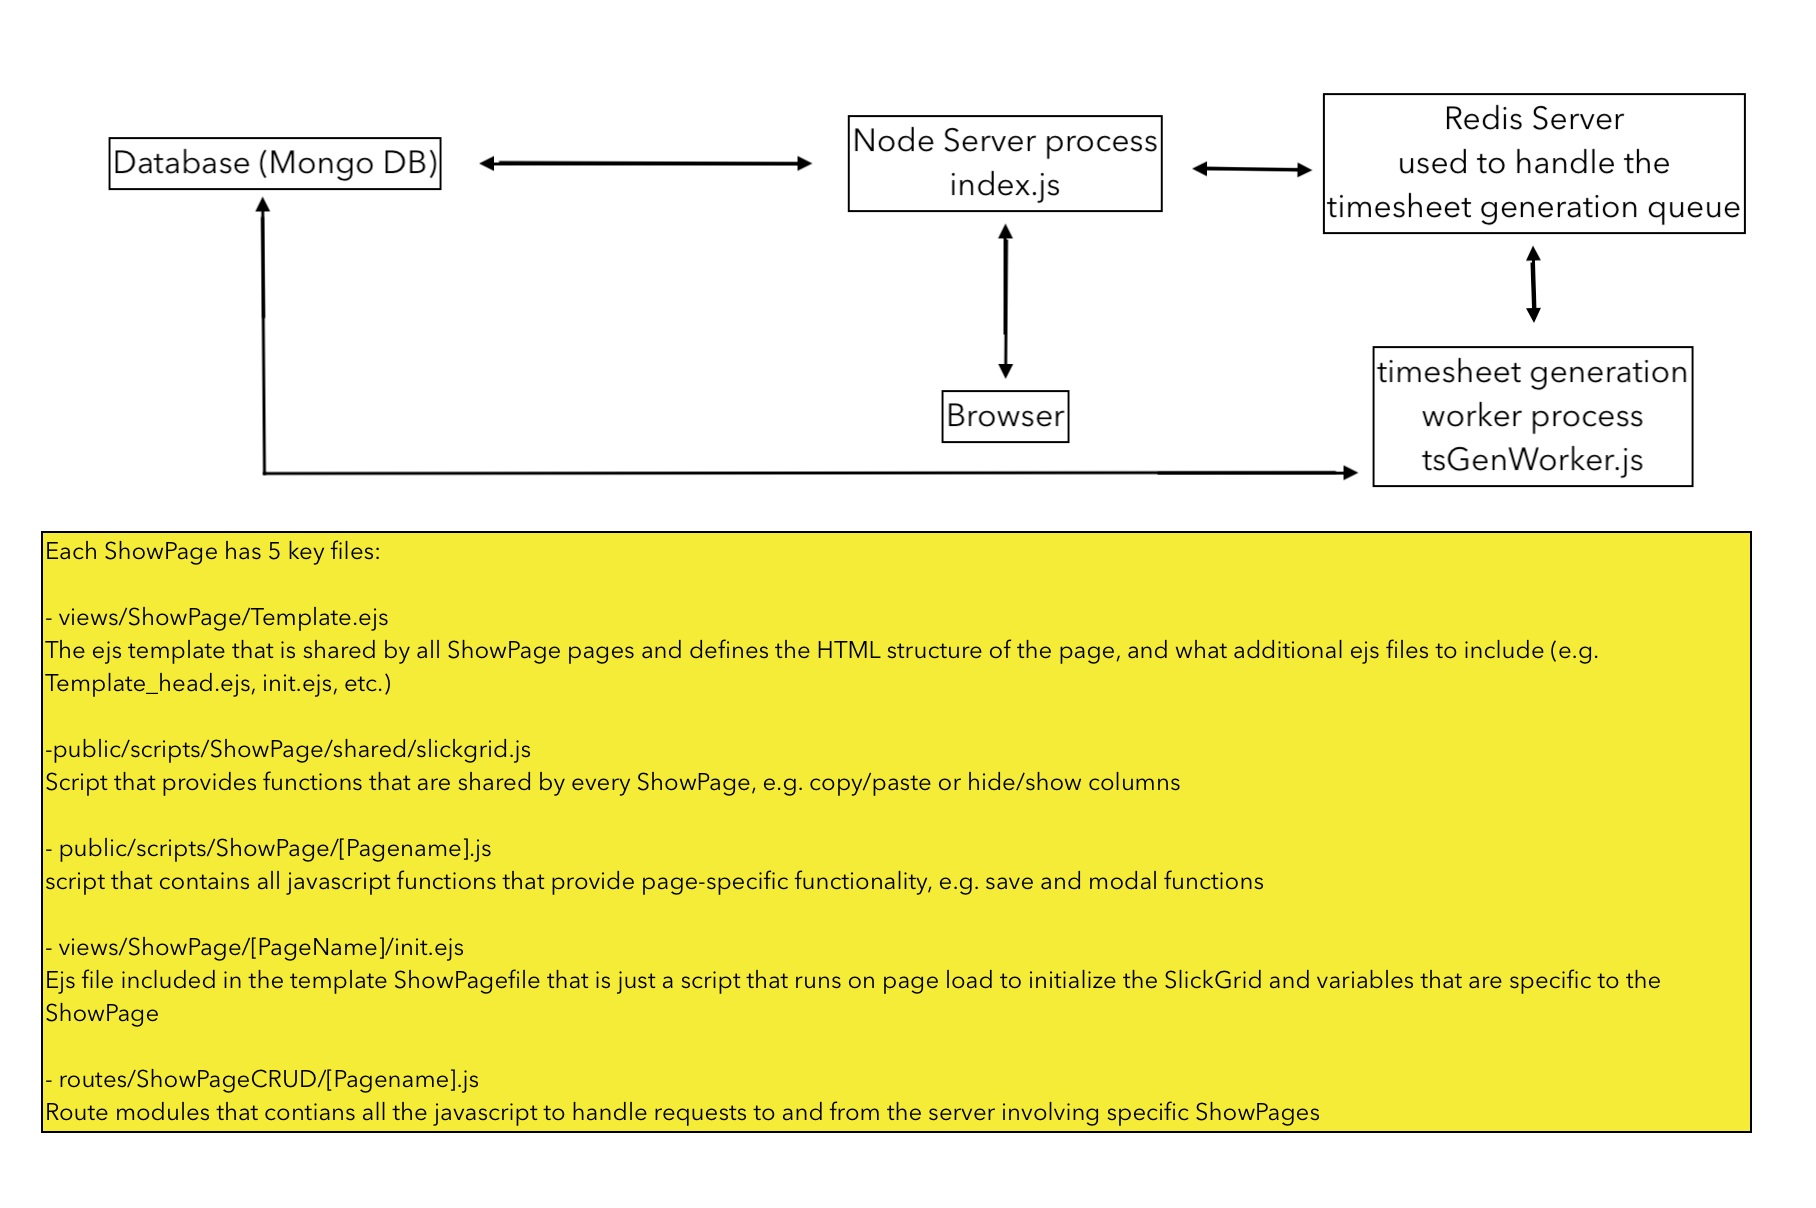 Database (Mongo DB)
Node Server process
index.js
Redis Server
used to handle the
timesheet generation queue
Browser
timesheet generation
worker process
tsGenWorker.js
Each ShowPage has 5 key files:
- views/ShowPage/Template.ejs
The ejs template that is shared by all ShowPage pages and defines the HTML structure of the page, and what additional ejs files to include (e.g.
Template_head.ejs, init.ejs, etc.)
-public/scripts/ShowPage/shared/slickgrid.js
Script that provides functions that are shared by every ShowPage, e.g. copy/paste or hide/show columns
- public/scripts/ShowPage/[Pagename].js
script that contains all javascript functions that provide page-specific functionality, e.g. save and modal functions
- views/ShowPage/[PageName]/init.ejs
Ejs file included in the template ShowPagefile that is just a script that runs on page load to initialize the SlickGrid and variables that are specific to the
ShowPage
- routes/ShowPageCRUD/[Pagename].js
Route modules that contians all the javascript to handle requests to and from the server involving specific ShowPages